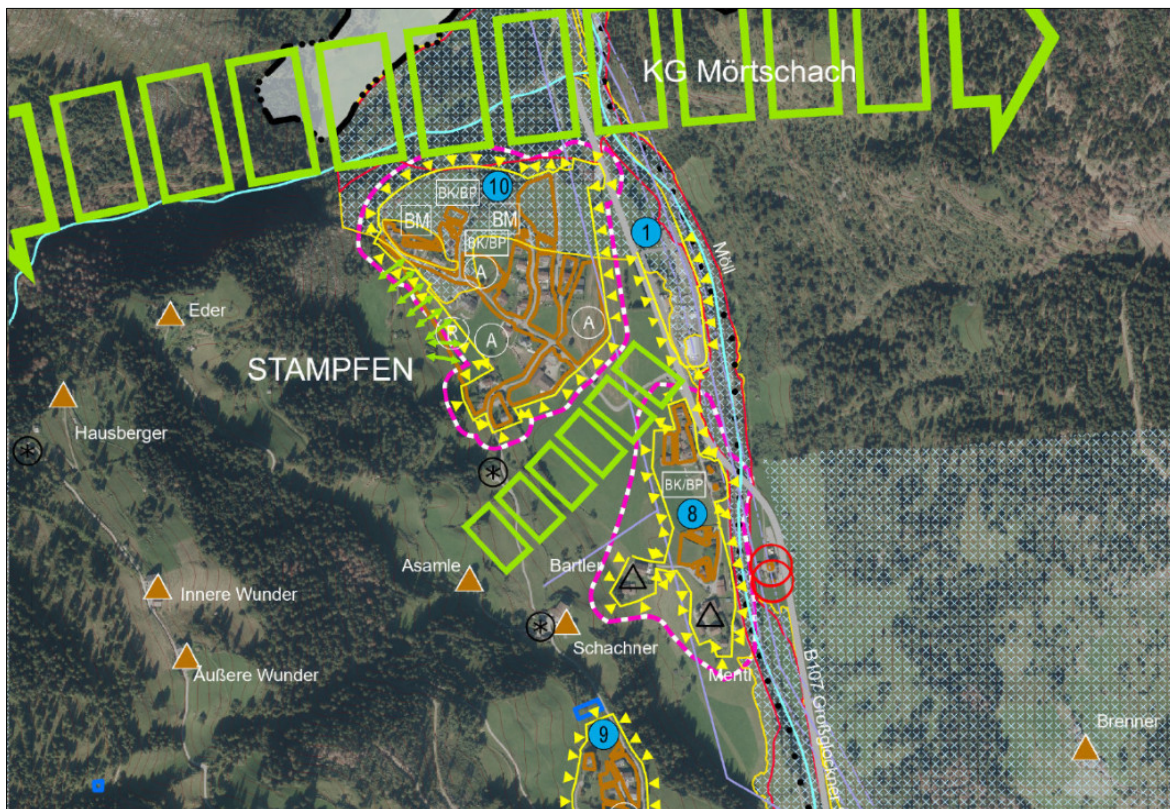 KG Mörtschach
BK/BP
10
BM
BM
BK/BP
1
Möll
A
Eder
R
A
A
STAMPFEN
Hausberger
BK/BP
8
Asamle
Bartler
Innere Wunder
Schachner
Äußere Wunder
Mentl
B107 Großglockner
9
Brenner